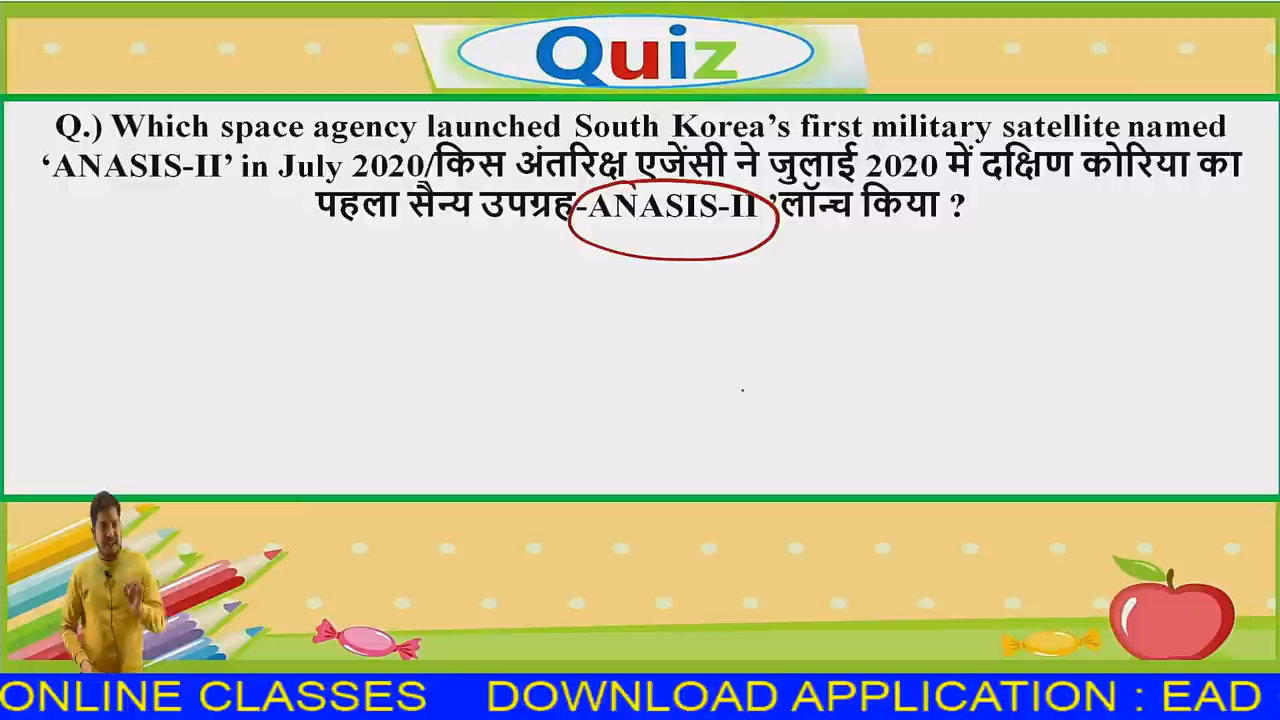 Quiz
Q.) Which space agency launched South Korea’s first military satellite named
‘ANASIS-II’ in July 2020/किस अंतरिक्ष एजेंसी ने जुलाई 2020 में दक्षिण कोरिया का
पहला सैन्य उपग्रह-ANASIS-II ’लॉन्च किया ?
ONLINE CLASSES DOWNLOAD APPLICATION : EAD